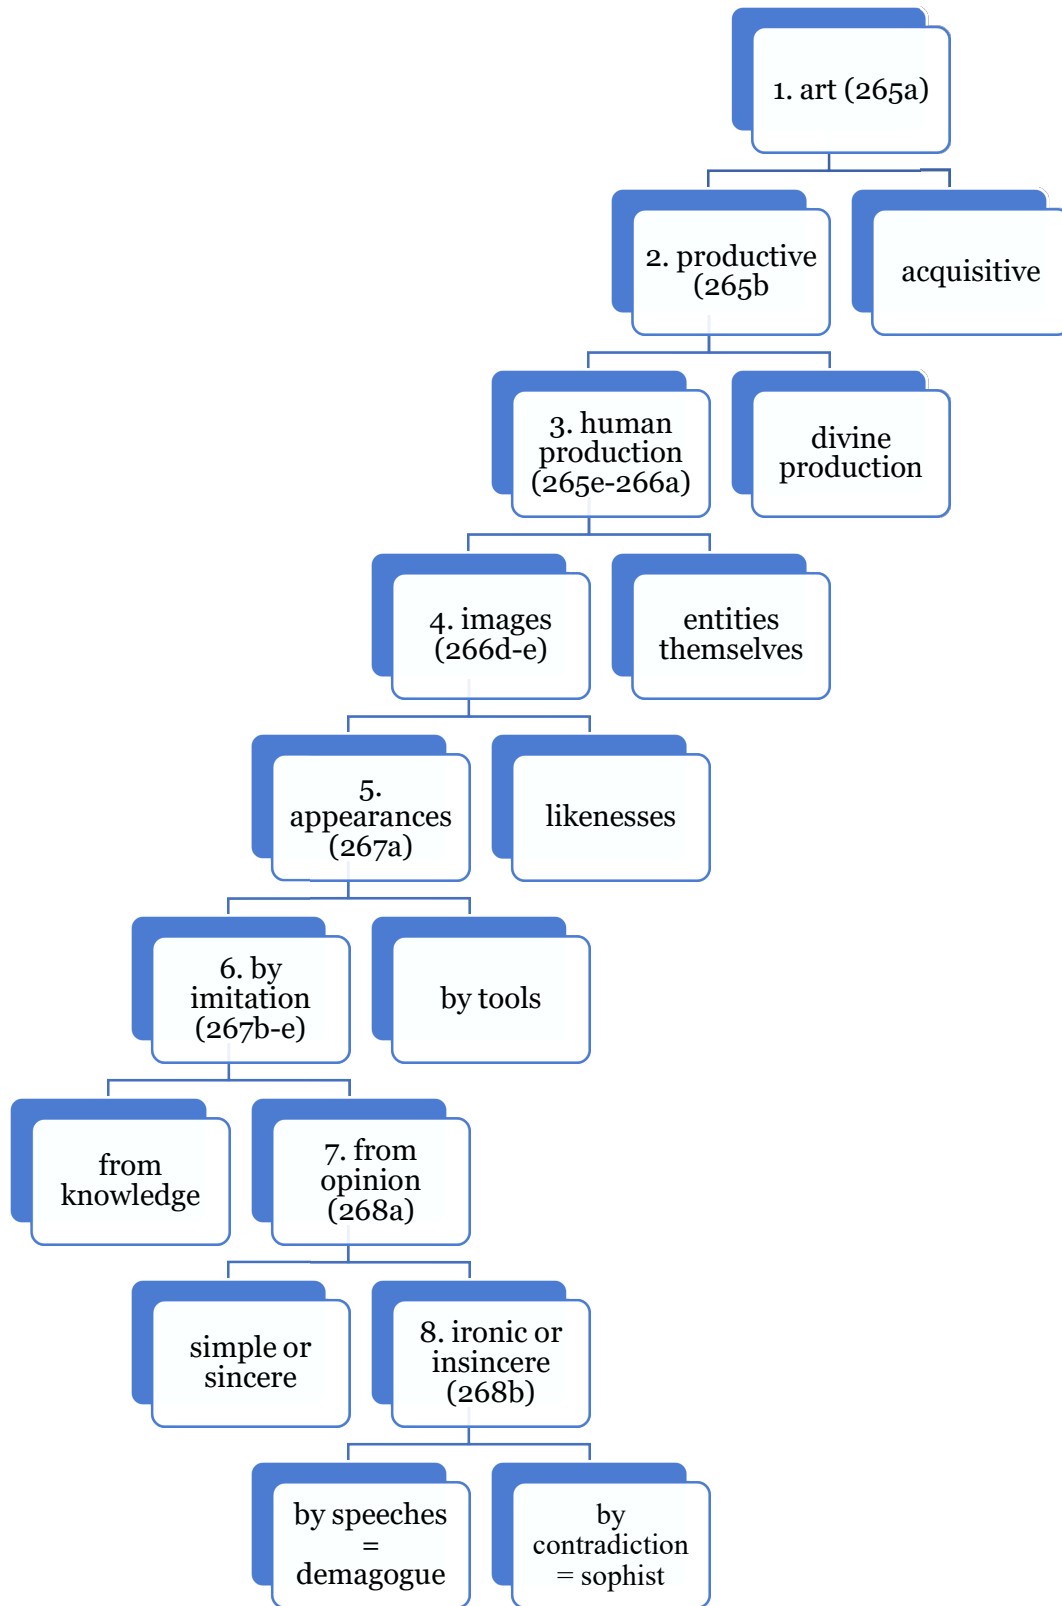 1. art (265a)
2. productive
(265b
acquisitive
3. human
production
(265e-266a)
divine
production
4. images
(266d-e)
entities
themselves
5.
appearances
(267a)
likenesses
6. by
imitation
(267b-e)
by tools
from
knowledge
7. from
opinion
(268a)
simple or
sincere
8. ironic or
insincere
(268b)
by speeches
=
demagogue
by
contradiction
= sophist